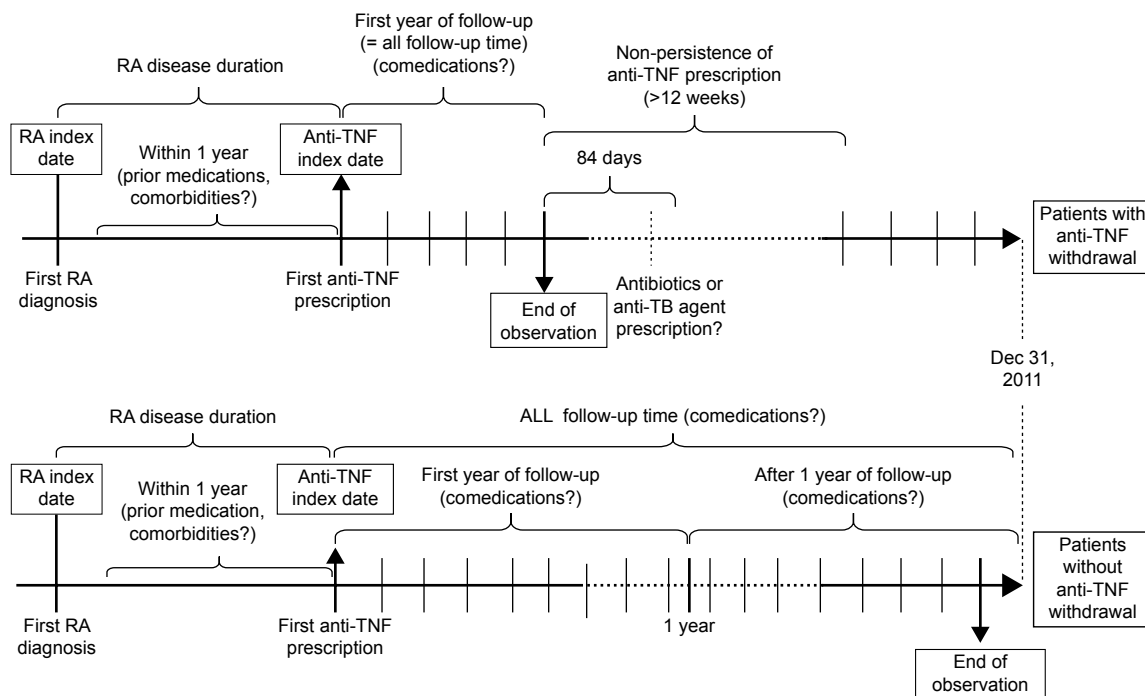 First year of follow-up
(= all follow-up time)
(comedications?)
Non-persistence of
anti-TNF prescription
(>12 weeks)
RA disease duration
RA index
date
Within 1 year
(prior medications,
comorbidities?)
Anti-TNF
index date
84 days
Patients with
anti-TNF
withdrawal
First RA
diagnosis
First anti-TNF
prescription
End of
observation
Antibiotics or
anti-TB agent
prescription?
Dec 31,
2011
RA disease duration
ALL follow-up time (comedications?)
RA index
date
Within 1 year
(prior medication,
comorbidities?)
Anti-TNF
index date
First year of follow-up
(comedications?)
After 1 year of follow-up
(comedications?)
Patients
without
anti-TNF
withdrawal
First RA
diagnosis
First anti-TNF
prescription
1 year
End of
observation